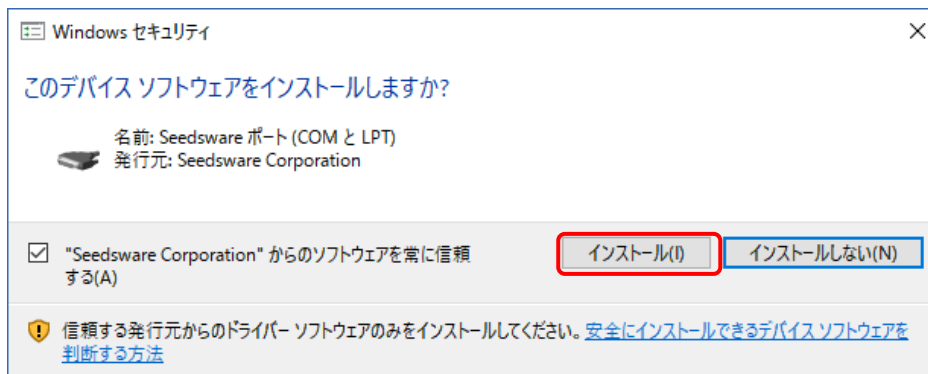 Windows セキュリティ
このデバイス ソフトウェアをインストールしますか?
名前: Seedsware ポート (COM と LPT)
発行元: Seedsware Corporation
"Seedsware Corporation" からのソフトウェアを常に信頼
する(A)
インストール(I)
インストールしない(N)
信頼する発行元からのドライバー ソフトウェアのみをインストールしてください。安全にインストールできるデバイス ソフトウェアを
判断する方法